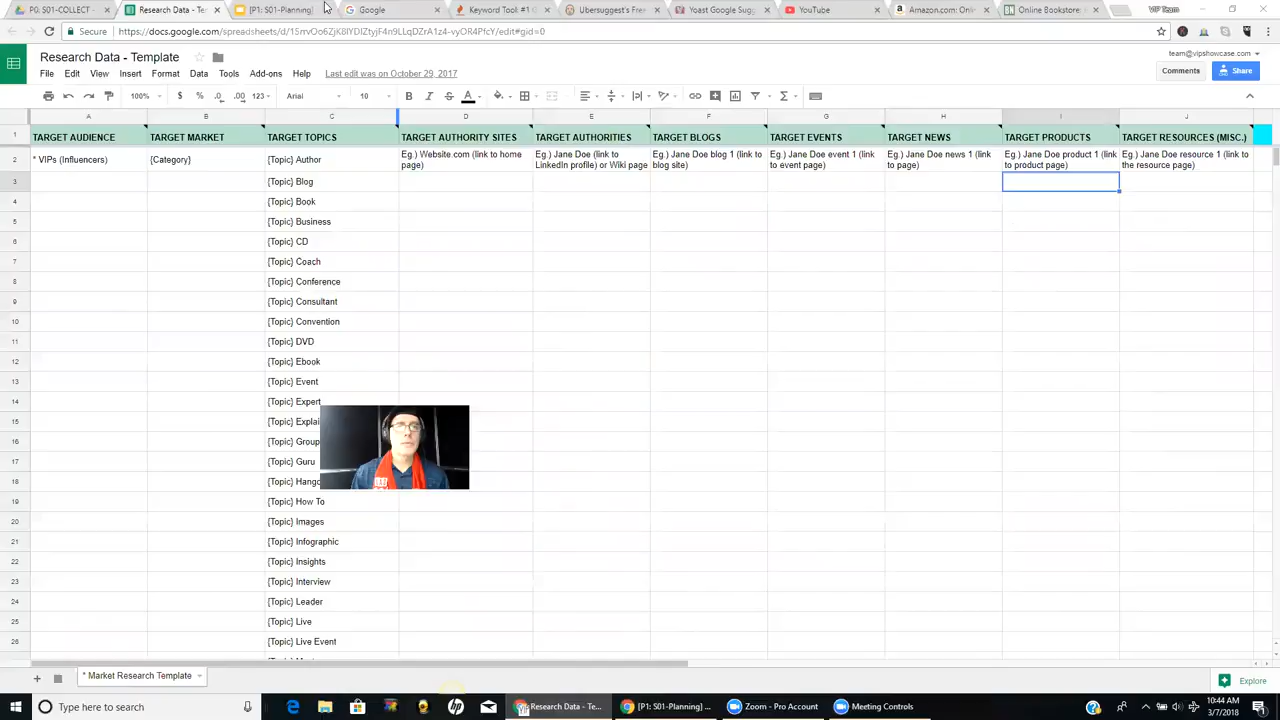 P0: S01-COLLECT
Research Data - Tem
[P1: S01-Planning]
Google
Keyword Tool: #1 G
Ubersuggest's Free
Yoast Google Sugg
YouTube
Amazon.com: Onl
Online Bookstore:
VIP Team
Secure
Research Data - Template
team@vipshowcase.com
File Edit View Insert Format Data Tools Add-ons Help Last edit was on October 29, 2017
Comments
Share
100% $ % .0 .00 123 Arial 10 B I S A
A B C D E F G H I J
1 TARGET AUDIENCE TARGET MARKET TARGET TOPICS TARGET AUTHORITY SITES TARGET AUTHORITIES TARGET BLOGS TARGET EVENTS TARGET NEWS TARGET PRODUCTS TARGET RESOURCES (MISC.)
2 * VIPs (Influencers) {Category} {Topic} Author
Eg.) Website.com (link to home page)
Eg.) Jane Doe (link to LinkedIn profile) or Wiki page
Eg.) Jane Doe blog 1 (link to blog site)
Eg.) Jane Doe event 1 (link to event page)
Eg.) Jane Doe news 1 (link to page)
Eg.) Jane Doe product 1 (link to product page)
Eg.) Jane Doe resource 1 (link to the resource page)
3 {Topic} Blog
4 {Topic} Book
5 {Topic} Business
6 {Topic} CD
7 {Topic} Coach
8 {Topic} Conference
9 {Topic} Consultant
10 {Topic} Convention
11 {Topic} DVD
12 {Topic} Ebook
13 {Topic} Event
14 {Topic} Expert
15 {Topic} Explai
16 {Topic} Group
17 {Topic} Guru
18 {Topic} Hango
19 {Topic} How To
20 {Topic} Images
21 {Topic} Infographic
22 {Topic} Insights
23 {Topic} Interview
24 {Topic} Leader
25 {Topic} Live
26 {Topic} Live Event
* Market Research Template
Explore
Type here to search
Research Data - Te...
[P1: S01-Planning] ...
Zoom - Pro Account
Meeting Controls
10:44 AM
3/7/2018